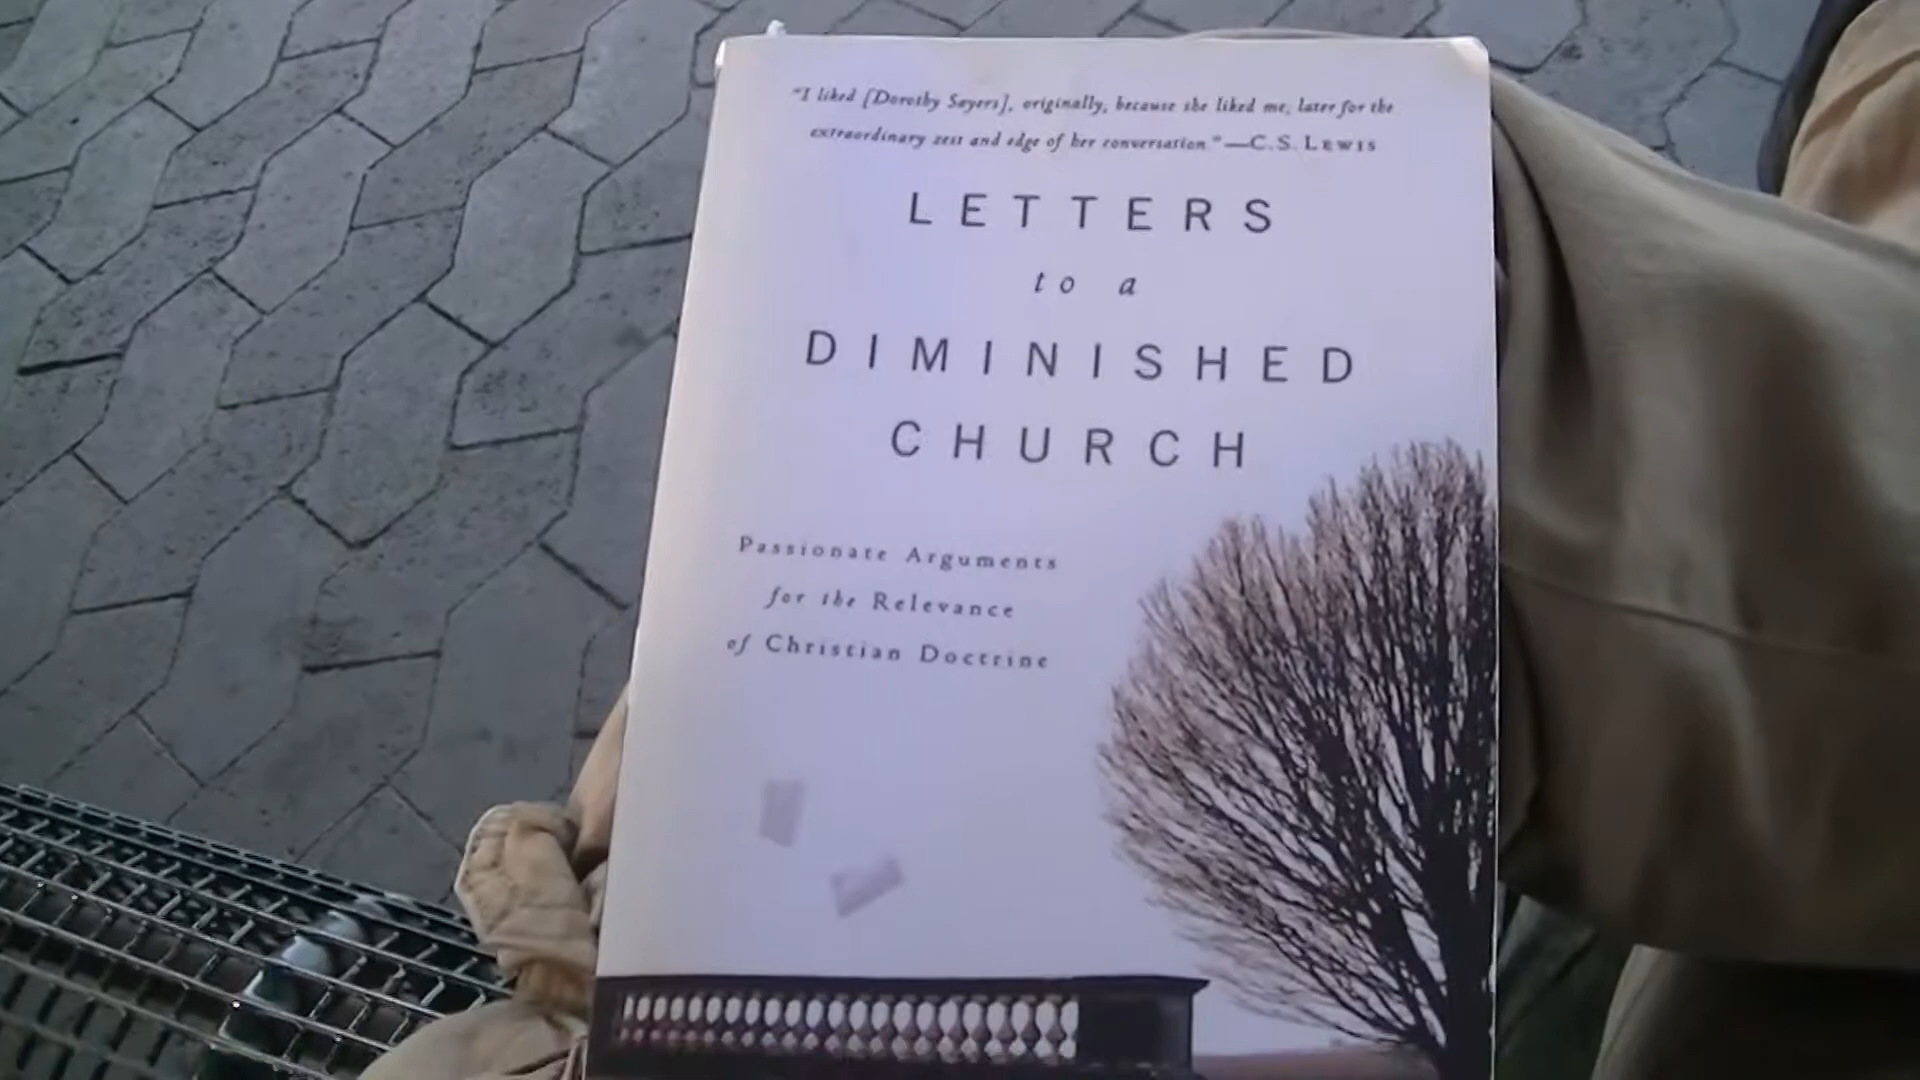 "I liked [Dorothy Sayers], originally, because she liked me; later for the
extraordinary zest and edge of her conversation." —C.S. LEWIS
LETTERS
to a
DIMINISHED
CHURCH
Passionate Arguments
for the Relevance
of Christian Doctrine